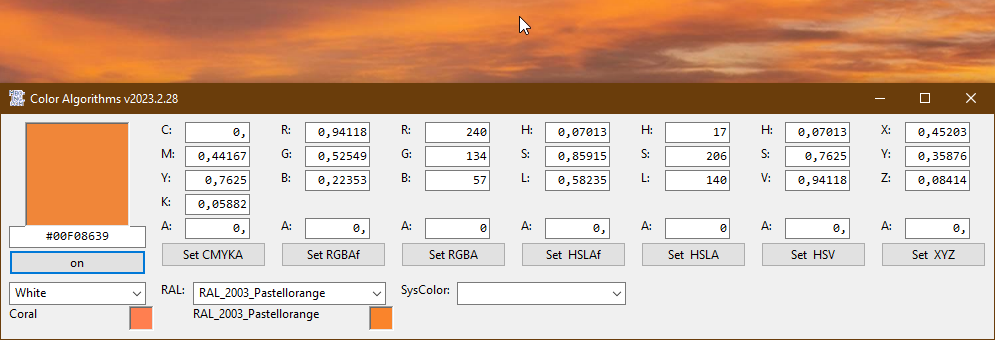 Color Algorithms v2023.2.28
C: 0, R: 0,94118 R: 240 H: 0,07013 H: 17 H: 0,07013 X: 0,45203
M: 0,44167 G: 0,52549 G: 134 S: 0,85915 S: 206 S: 0,7625 Y: 0,35876
Y: 0,7625 B: 0,22353 B: 57 L: 0,58235 L: 140 V: 0,94118 Z: 0,08414
K: 0,05882
A: 0, A: 0, A: 0 A: 0, A: 0 A: 0, A: 0,
#00F08639
on Set CMYKA Set RGBAf Set RGBA Set HSLAf Set HSLA Set HSV Set XYZ
White RAL: RAL_2003_Pastellorange SysColor:
Coral RAL_2003_Pastellorange